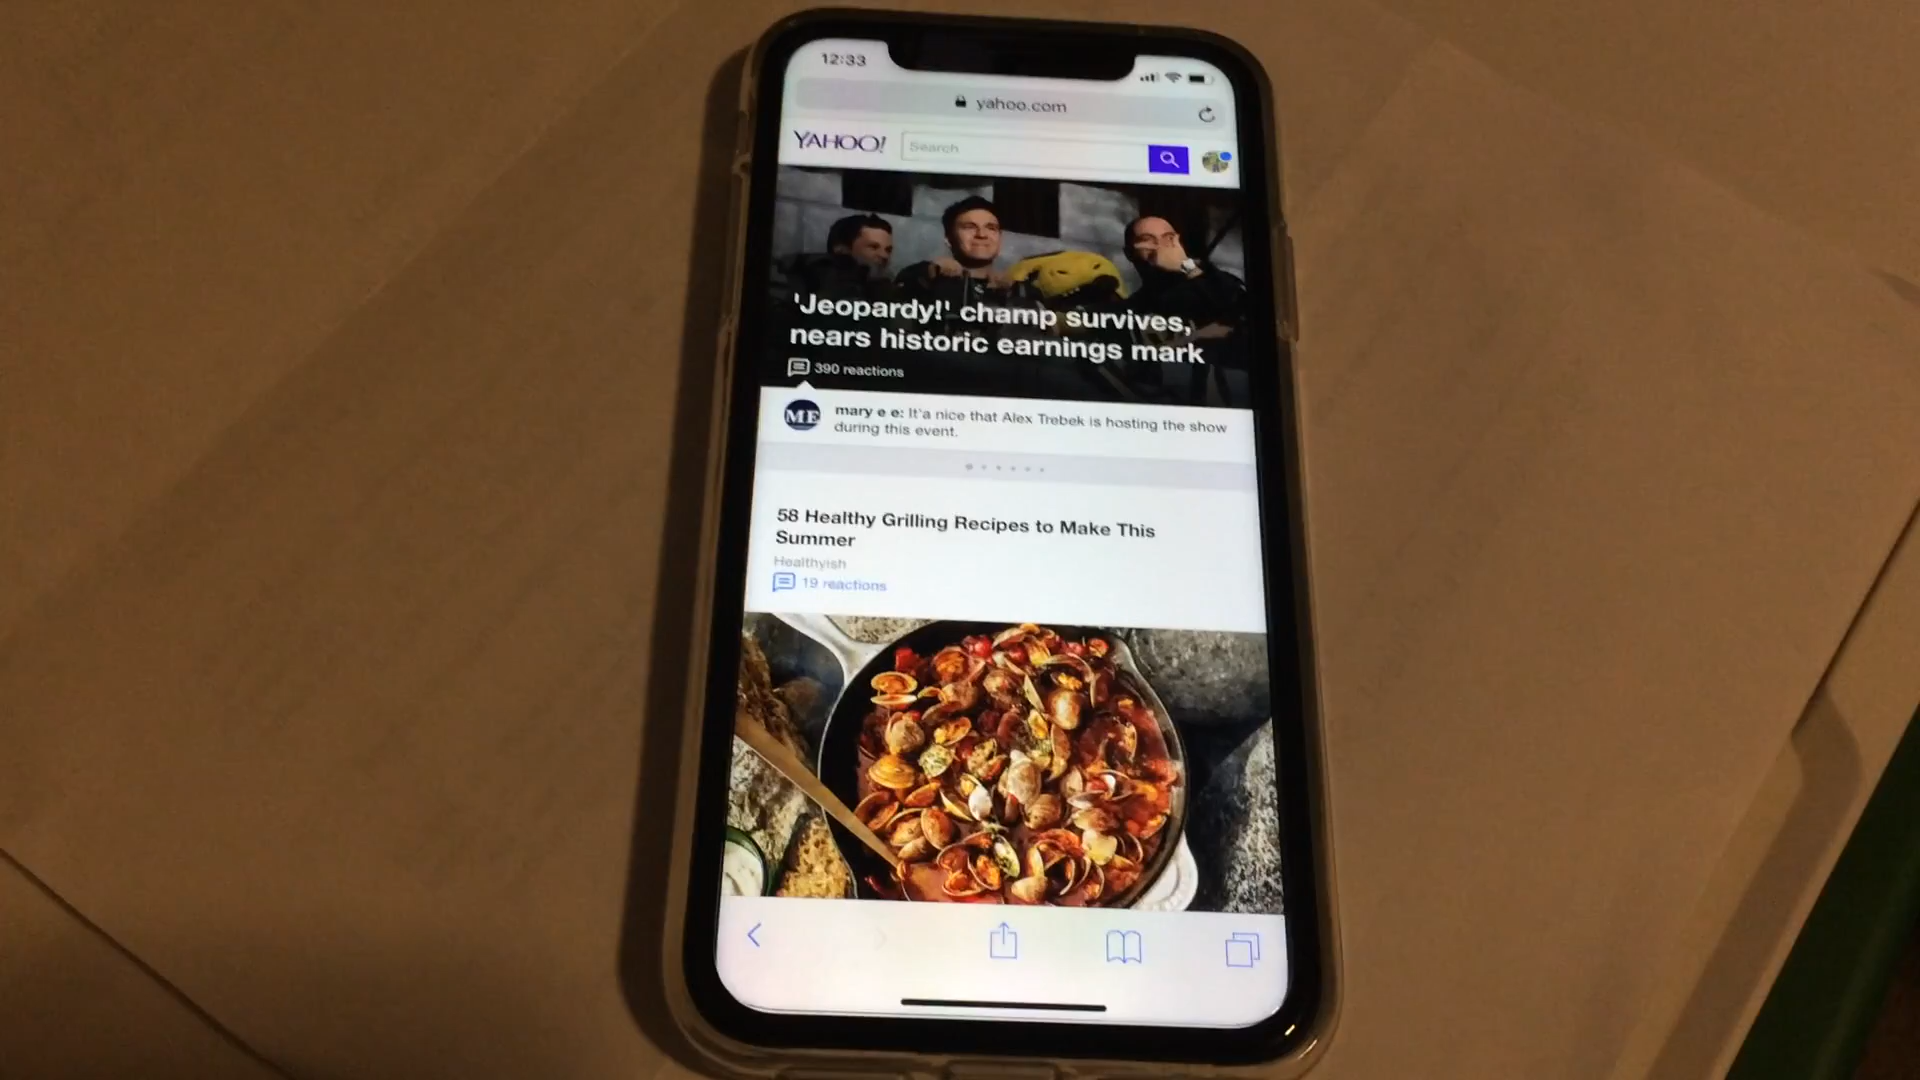 12:33
yahoo.com
YAHOO!
Search
'Jeopardy!' champ survives,
nears historic earnings mark
390 reactions
ME
mary e e: It'a nice that Alex Trebek is hosting the show
during this event.
58 Healthy Grilling Recipes to Make This
Summer
Healthyish
19 reactions